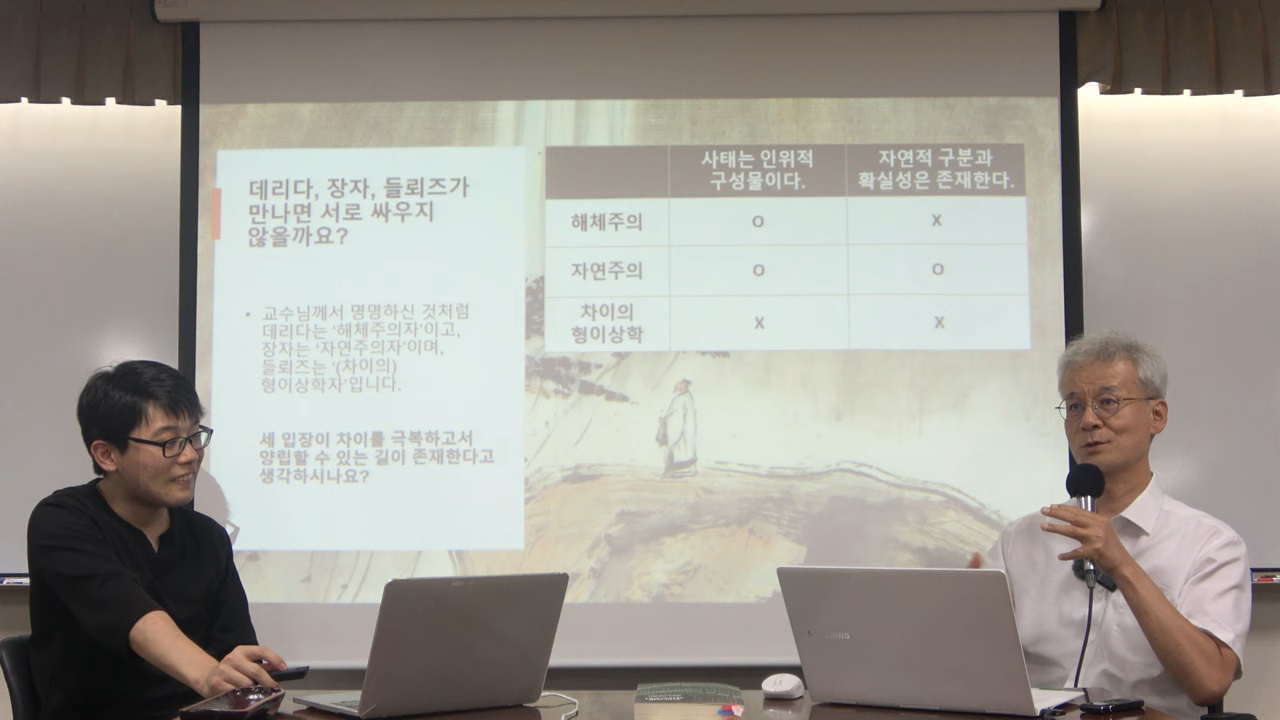 데리다, 장자, 들뢰즈가
만나면 서로 싸우지
않을까요?
• 교수님께서 명명하신 것처럼
데리다는 '해체주의자'이고,
장자는 '자연주의자'이며,
들뢰즈는 '(차이의)
형이상학자'입니다.
세 입장이 차이를 극복하고서
양립할 수 있는 길이 존재한다고
생각하시나요?
사태는 인위적
구성물이다.
자연적 구분과
확실성은 존재한다.
해체주의 O X
자연주의 O O
차이의
형이상학 X X
SAMSUNG